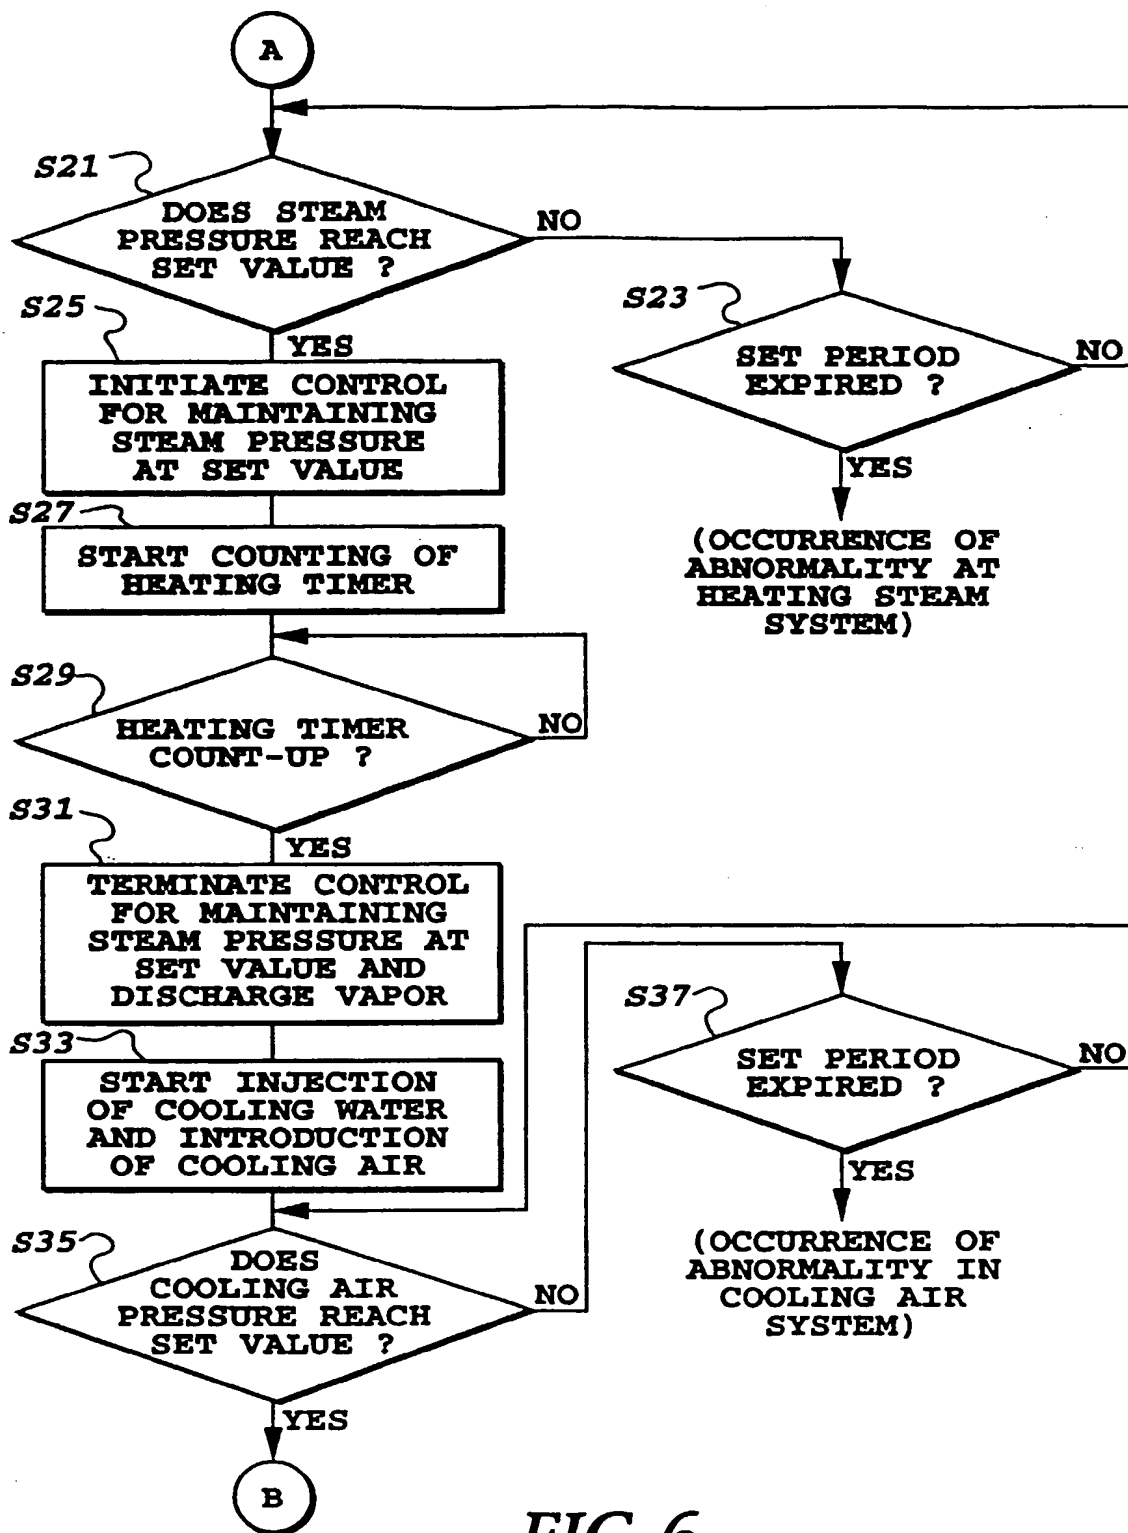 A
S21
DOES STEAM
PRESSURE REACH
SET VALUE ?
NO
YES
S23
SET PERIOD
EXPIRED ?
NO
YES
(OCCURRENCE OF
ABNORMALITY AT
HEATING STEAM
SYSTEM)
S25
INITIATE CONTROL
FOR MAINTAINING
STEAM PRESSURE
AT SET VALUE
S27
START COUNTING OF
HEATING TIMER
S29
HEATING TIMER
COUNT-UP ?
NO
YES
S31
TERMINATE CONTROL
FOR MAINTAINING
STEAM PRESSURE AT
SET VALUE AND
DISCHARGE VAPOR
S33
START INJECTION
OF COOLING WATER
AND INTRODUCTION
OF COOLING AIR
S35
DOES
COOLING AIR
PRESSURE REACH
SET VALUE ?
NO
YES
S37
SET PERIOD
EXPIRED ?
NO
YES
(OCCURRENCE OF
ABNORMALITY IN
COOLING AIR
SYSTEM)
B
FIG. 6